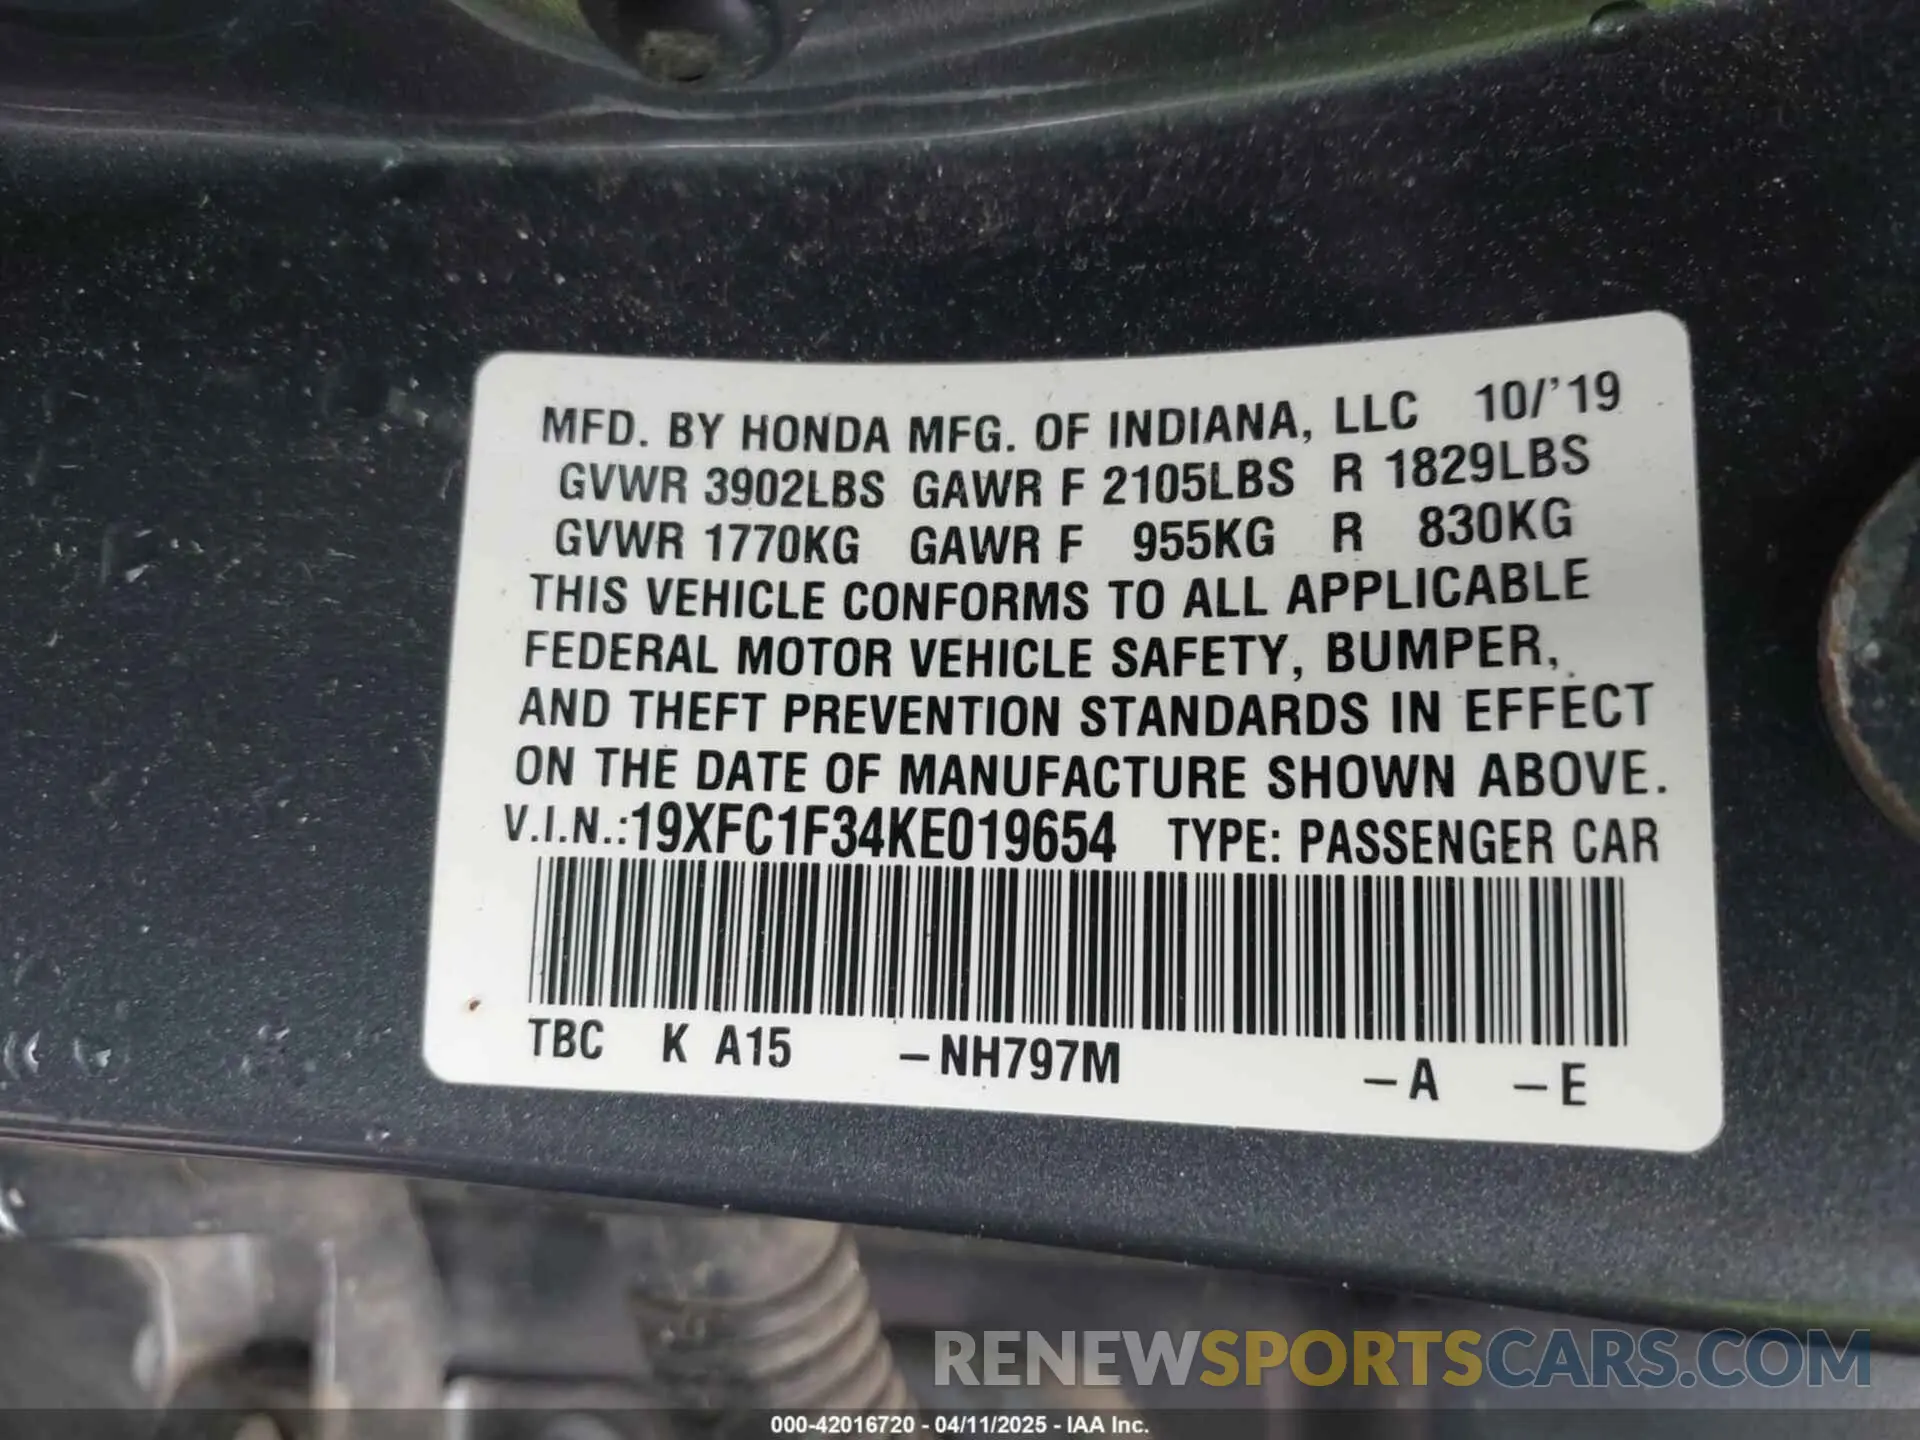 MFD. BY HONDA MFG. OF INDIANA, LLC 10/'19
GVWR 3902LBS GAWR F 2105LBS R 1829LBS
GVWR 1770KG GAWR F 955KG R 830KG
THIS VEHICLE CONFORMS TO ALL APPLICABLE
FEDERAL MOTOR VEHICLE SAFETY, BUMPER,
AND THEFT PREVENTION STANDARDS IN EFFECT
ON THE DATE OF MANUFACTURE SHOWN ABOVE.
V.I.N.:19XFC1F34KE019654 TYPE: PASSENGER CAR
TBC K A15 -NH797M -A -E
RENEWSPORTSCARS.COM
000-42016720 - 04/11/2025 - IAA Inc.